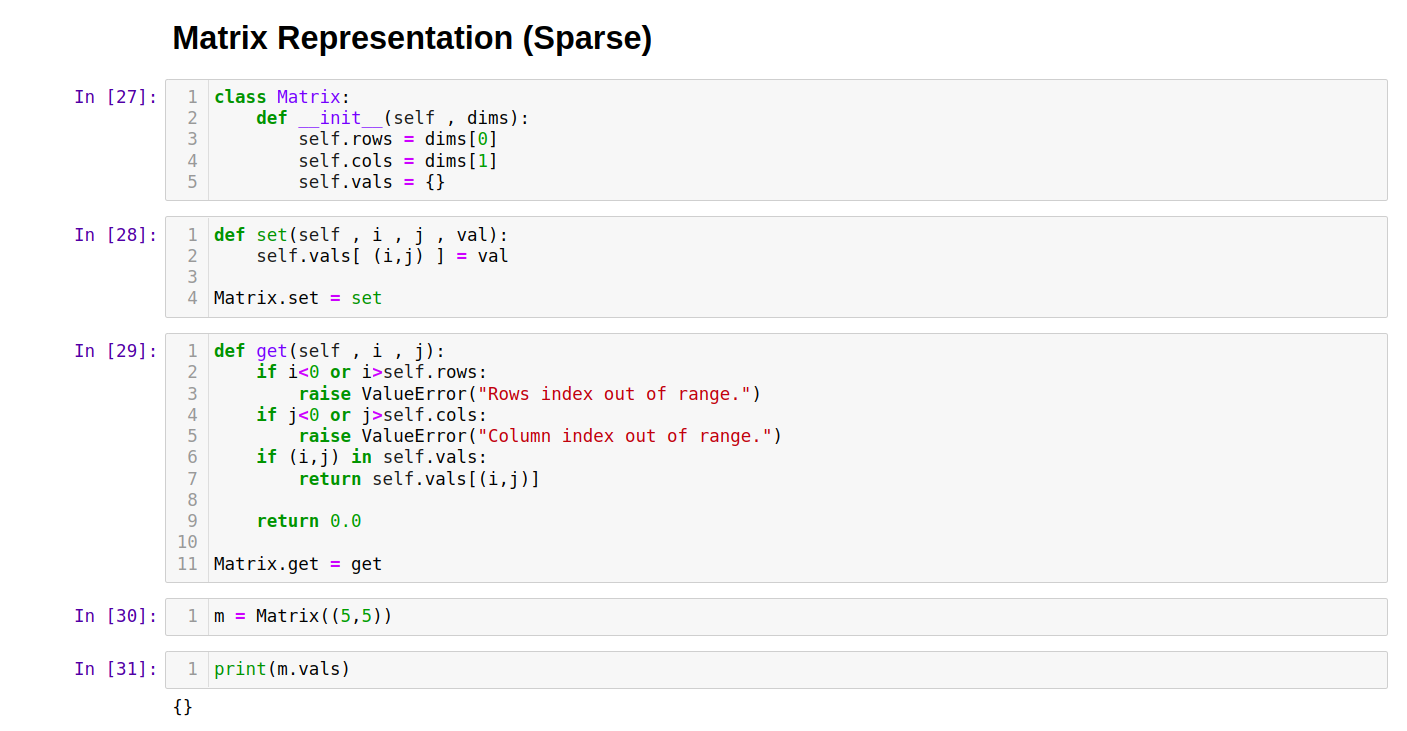 Matrix Representation (Sparse)
In [27]:
1 class Matrix:
2     def __init__(self , dims):
3         self.rows = dims[0]
4         self.cols = dims[1]
5         self.vals = {}
In [28]:
1 def set(self , i , j , val):
2     self.vals[ (i,j) ] = val
3
4 Matrix.set = set
In [29]:
1 def get(self , i , j):
2     if i<0 or i>self.rows:
3         raise ValueError("Rows index out of range.")
4     if j<0 or j>self.cols:
5         raise ValueError("Column index out of range.")
6     if (i,j) in self.vals:
7         return self.vals[(i,j)]
8
9     return 0.0
10
11 Matrix.get = get
In [30]:
1 m = Matrix((5,5))
In [31]:
1 print(m.vals)
{}